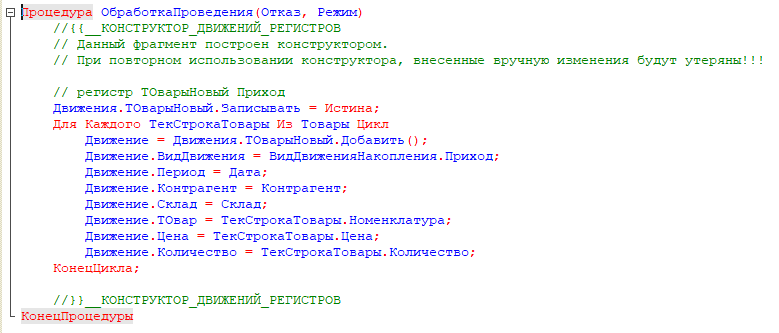 Процедура ОбработкаПроведения(Отказ, Режим)
//{{__КОНСТРУКТОР_ДВИЖЕНИЙ_РЕГИСТРОВ
// Данный фрагмент построен конструктором.
// При повторном использовании конструктора, внесенные вручную изменения будут утеряны!!!
// регистр ТОварыНовый Приход
Движения.ТОварыНовый.Записывать = Истина;
Для Каждого ТекСтрокаТовары Из Товары Цикл
Движение = Движения.ТОварыНовый.Добавить();
Движение.ВидДвижения = ВидДвиженияНакопления.Приход;
Движение.Период = Дата;
Движение.Контрагент = Контрагент;
Движение.Склад = Склад;
Движение.ТОвар = ТекСтрокаТовары.Номенклатура;
Движение.Цена = ТекСтрокаТовары.Цена;
Движение.Количество = ТекСтрокаТовары.Количество;
КонецЦикла;
//}}__КОНСТРУКТОР_ДВИЖЕНИЙ_РЕГИСТРОВ
КонецПроцедуры